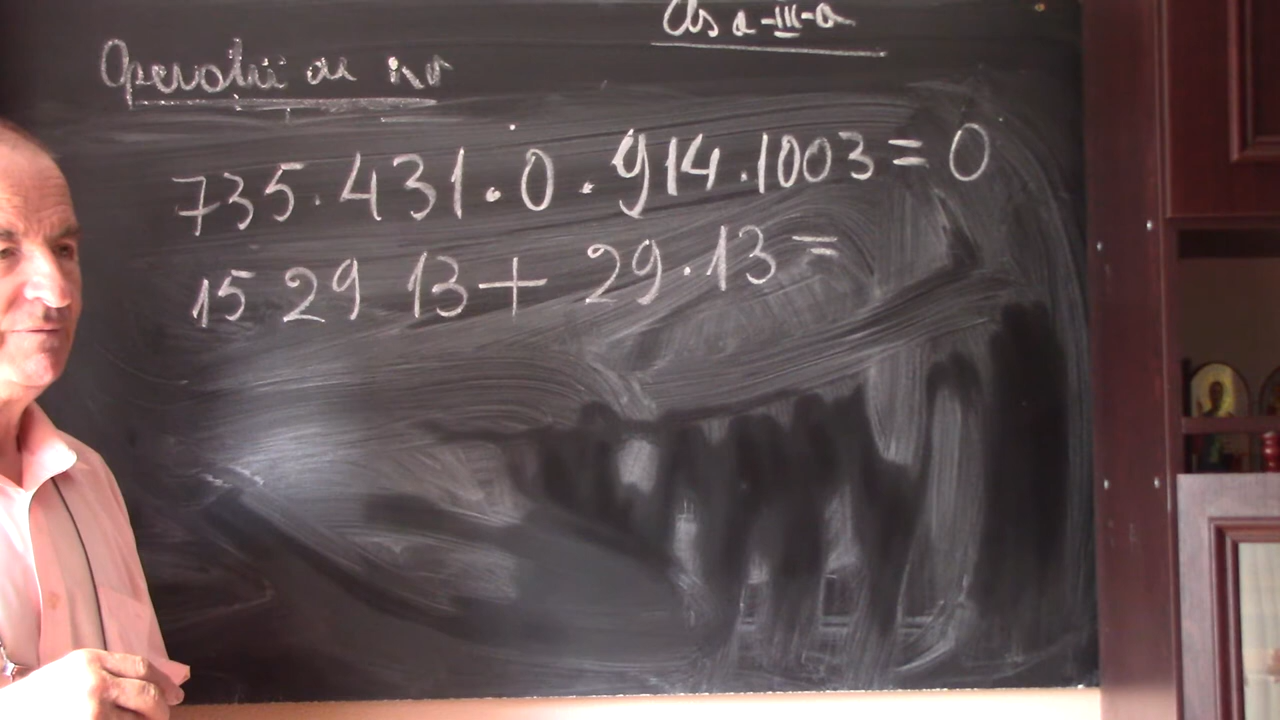 cls a-III-a
Operatii cu nr
735.431.0.914.1003=0
15 29 13+ 29.13=